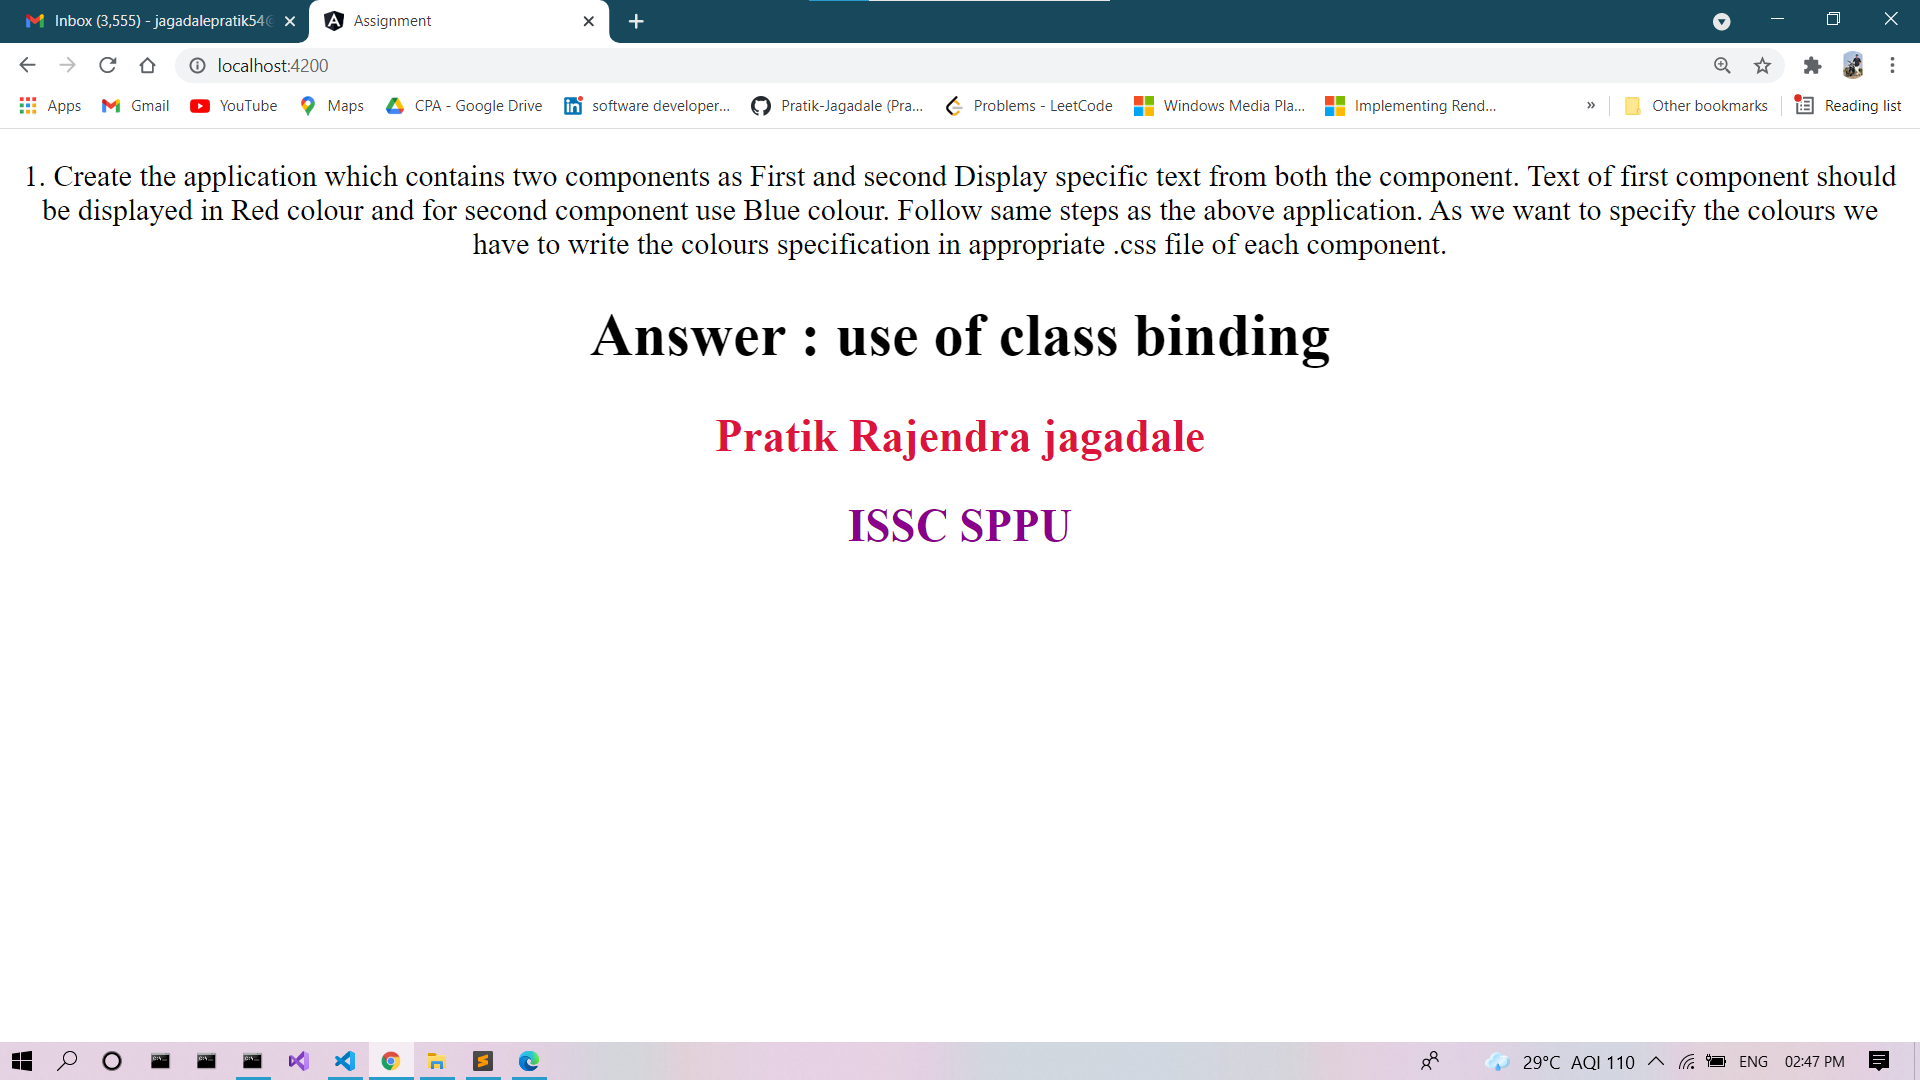 Inbox (3,555) - jagadalepratik54@
Assignment
localhost:4200
Apps Gmail YouTube Maps CPA - Google Drive software developer... Pratik-Jagadale (Pra... Problems - LeetCode Windows Media Pla... Implementing Rend... » Other bookmarks Reading list
1. Create the application which contains two components as First and second Display specific text from both the component. Text of first component should
be displayed in Red colour and for second component use Blue colour. Follow same steps as the above application. As we want to specify the colours we
have to write the colours specification in appropriate .css file of each component.
Answer : use of class binding
Pratik Rajendra jagadale
ISSC SPPU
29°C AQI 110 ENG 02:47 PM